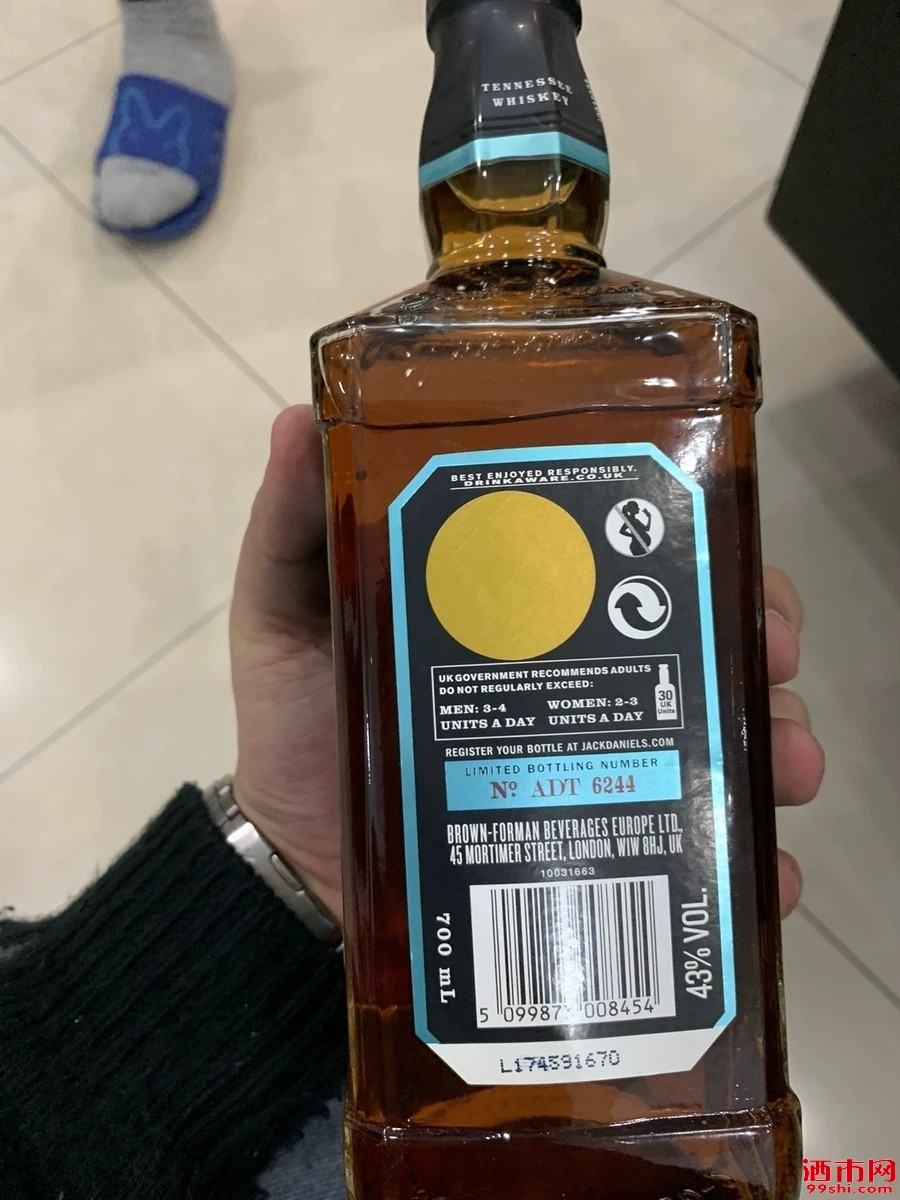 TENNESSEE
WHISKEY
BEST ENJOYED RESPONSIBLY.
DRINKAWARE.CO.UK
UK GOVERNMENT RECOMMENDS ADULTS
DO NOT REGULARLY EXCEED:
MEN: 3-4
UNITS A DAY
WOMEN: 2-3
UNITS A DAY
30
UK
Units
REGISTER YOUR BOTTLE AT JACKDANIELS.COM
LIMITED BOTTLING NUMBER
Nº ADT 6244
BROWN-FORMAN BEVERAGES EUROPE LTD.,
45 MORTIMER STREET, LONDON, W1W 8HJ, UK
10031663
700 mL
43% VOL.
5 099873 008454
L174591670
酒市网
99shi.com